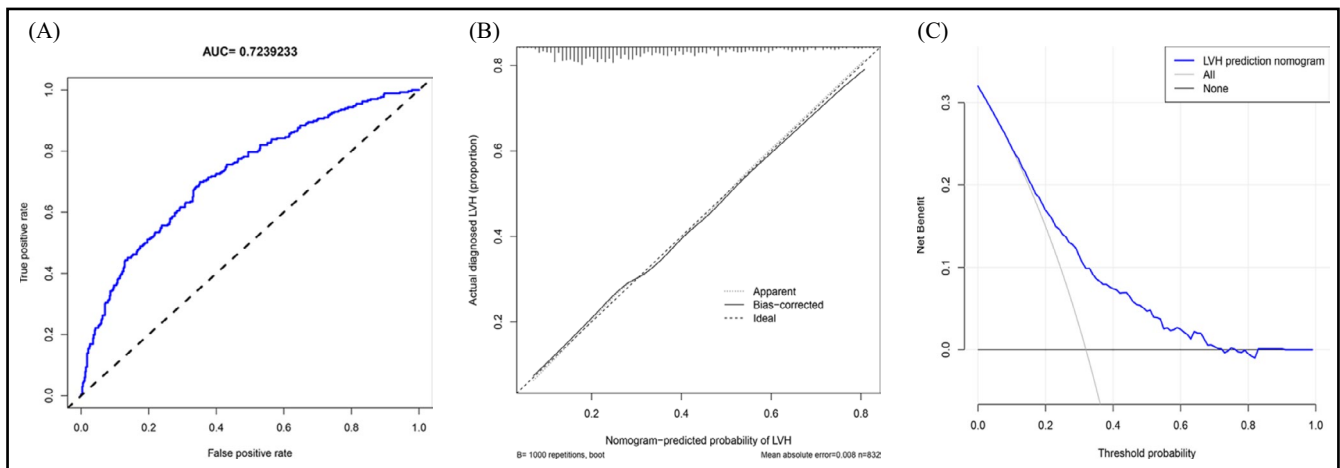 (A)
AUC= 0.7239233
True positive rate
1.0
0.8
0.6
0.4
0.2
0.0
0.0 0.2 0.4 0.6 0.8 1.0
False positive rate
(B)
Actual diagnosed LVH (proportion)
0.8
0.6
0.4
0.2
Apparent
Bias-corrected
Ideal
0.2 0.4 0.6 0.8
Nomogram-predicted probability of LVH
B= 1000 repetitions, boot Mean absolute error=0.008 n=832
(C)
LVH prediction nomogram
All
None
Net Benefit
0.3
0.2
0.1
0.0
0.0 0.2 0.4 0.6 0.8 1.0
Threshold probability